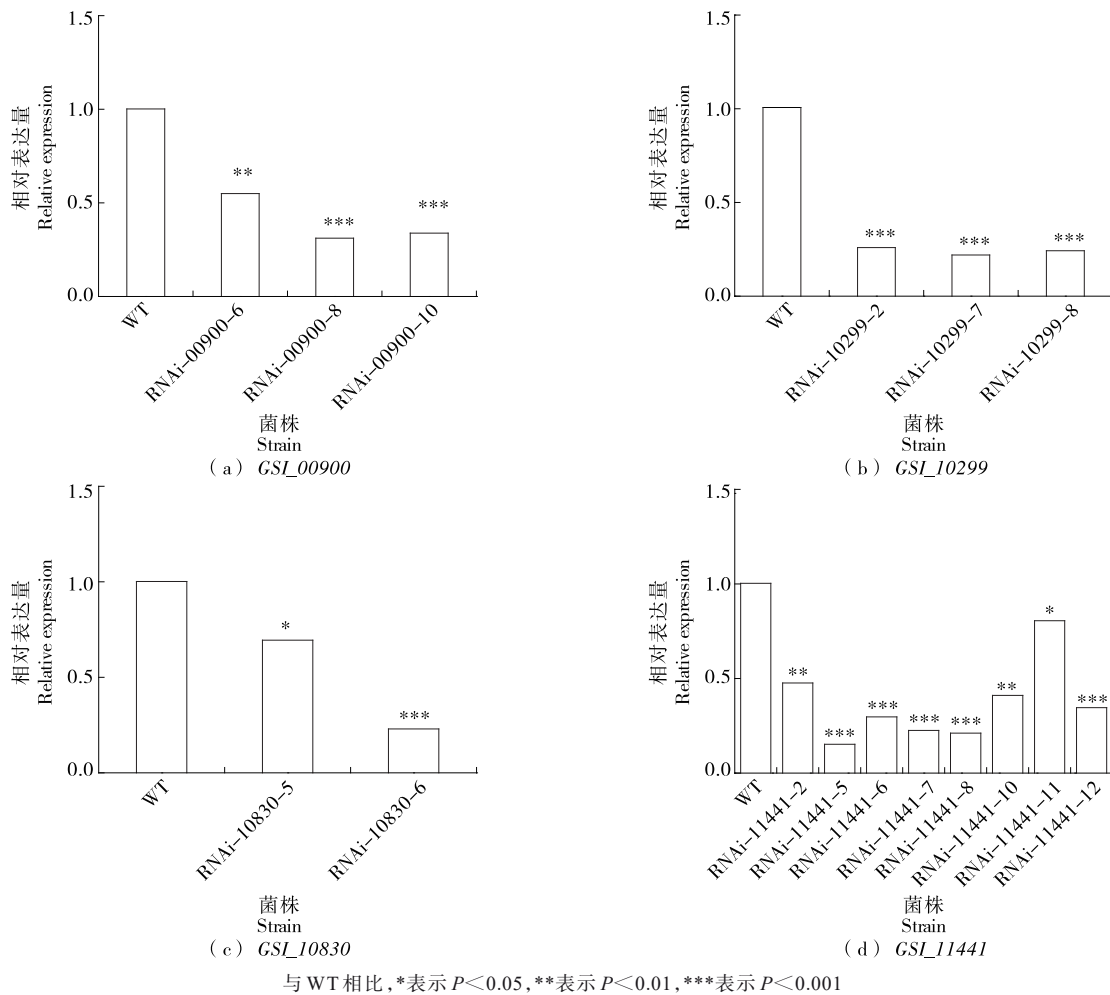 1.5
1.0
0.5
0.0
相对表达量
Relative expression
**
***
***
WT
RNAi-00900-6
RNAi-00900-8
RNAi-00900-10
菌株
Strain
（a）GSI_00900
1.5
1.0
0.5
0.0
相对表达量
Relative expression
***
***
***
WT
RNAi-10299-2
RNAi-10299-7
RNAi-10299-8
菌株
Strain
（b）GSI_10299
1.5
1.0
0.5
0.0
相对表达量
Relative expression
*
***
WT
RNAi-10830-5
RNAi-10830-6
菌株
Strain
（c）GSI_10830
1.5
1.0
0.5
0.0
相对表达量
Relative expression
**
***
***
***
***
**
*
***
WT
RNAi-11441-2
RNAi-11441-5
RNAi-11441-6
RNAi-11441-7
RNAi-11441-8
RNAi-11441-10
RNAi-11441-11
RNAi-11441-12
菌株
Strain
（d）GSI_11441
与WT相比,*表示P<0.05,**表示P<0.01,***表示P<0.001